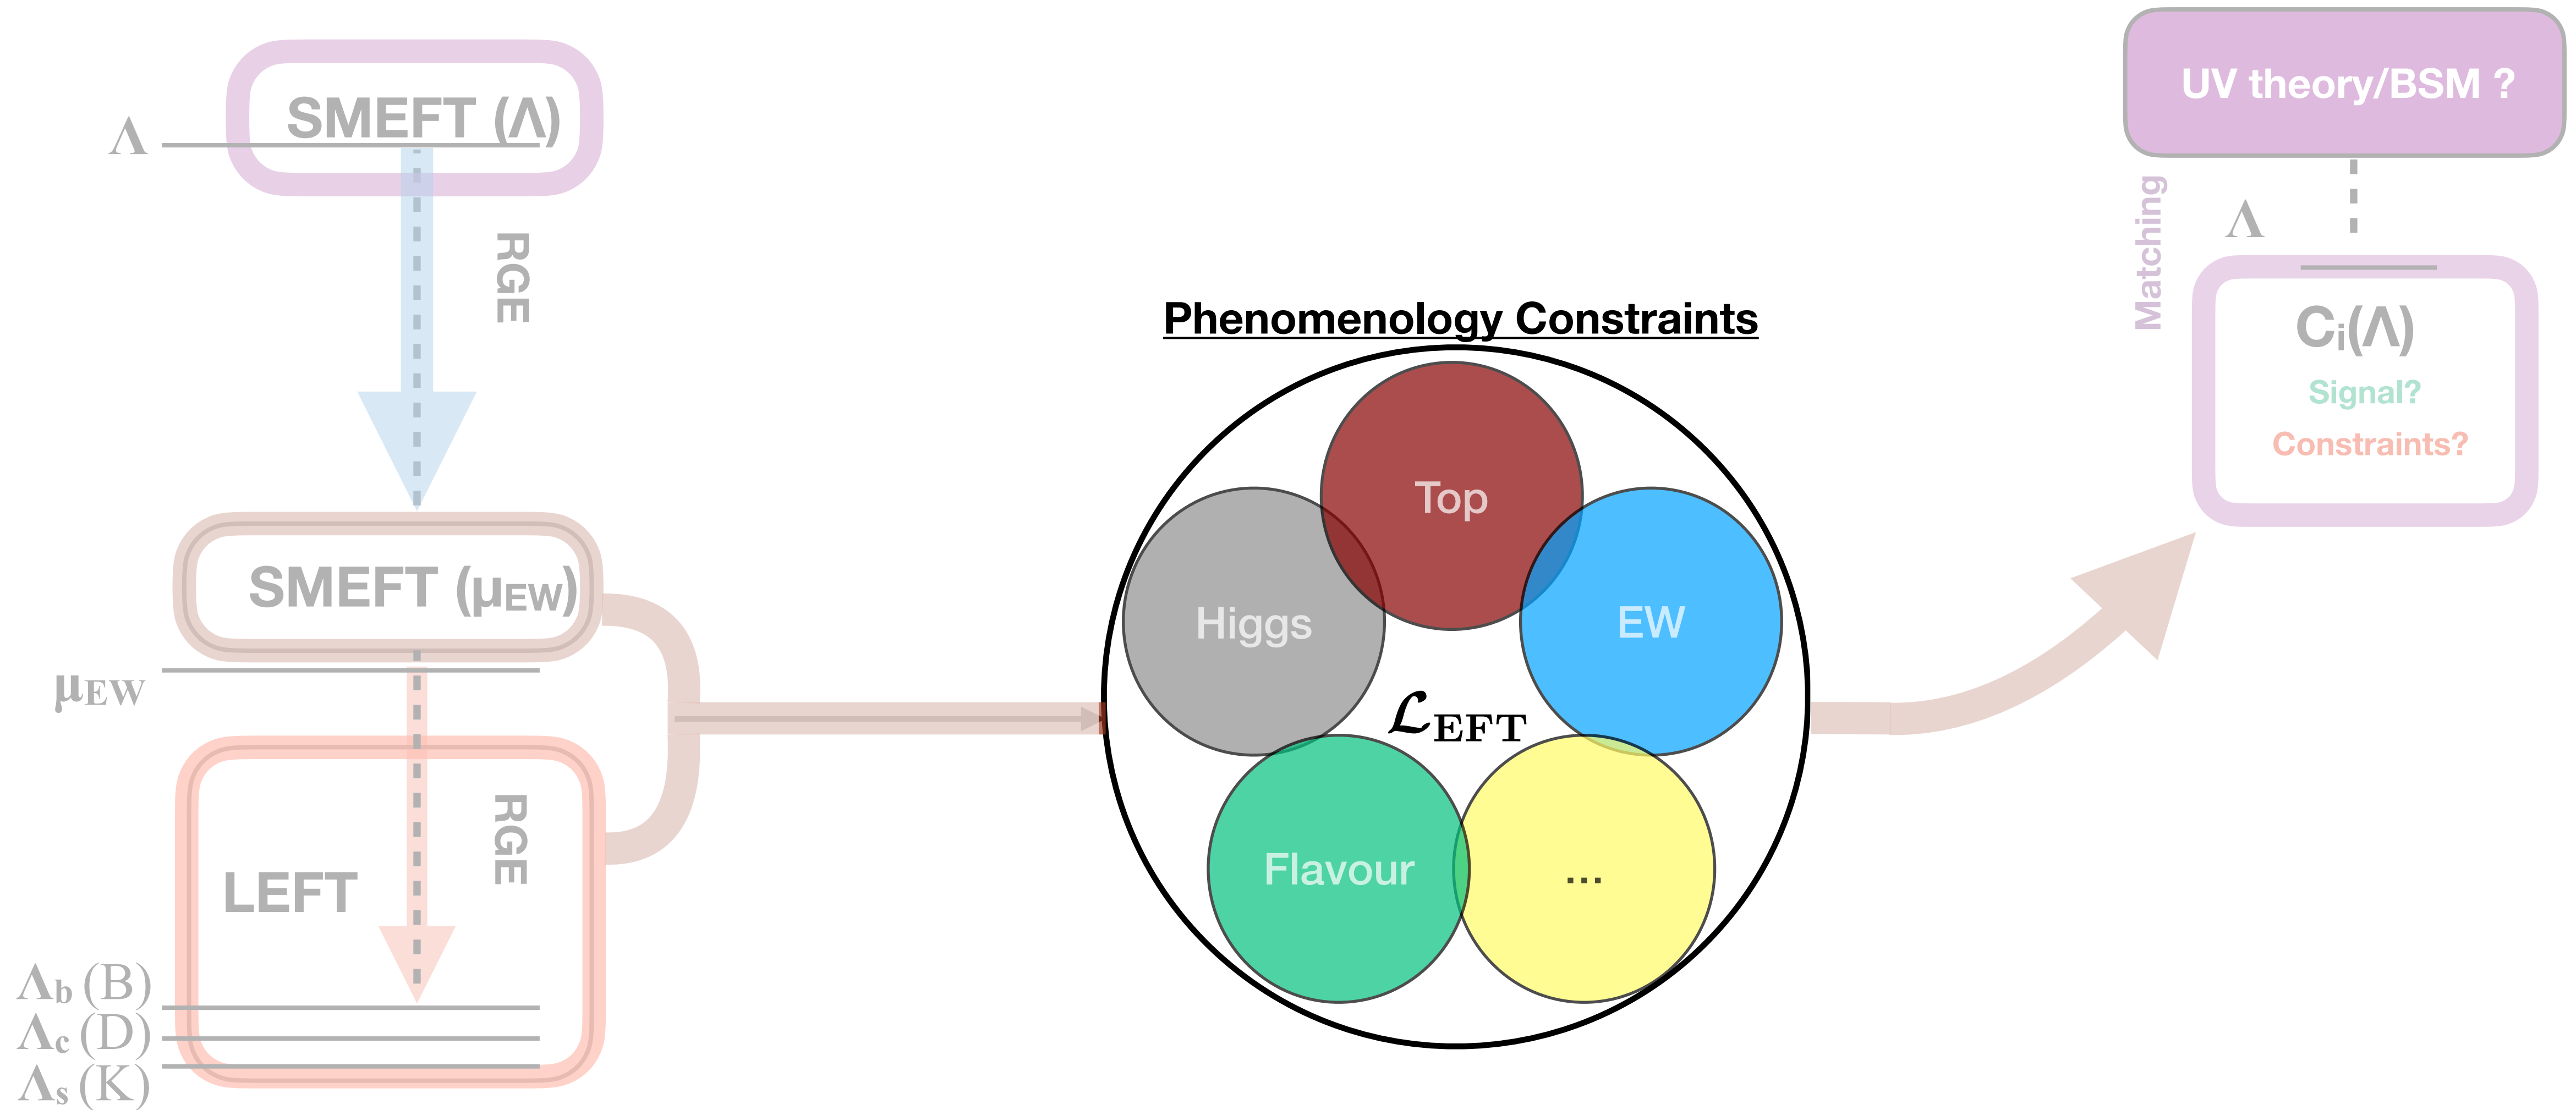 SMEFT (Λ)
Λ
RGE
SMEFT (μEW)
μEW
RGE
LEFT
Λb (B)
Λc (D)
Λs (K)
Phenomenology Constraints
Top
Higgs
EW
ℒEFT
Flavour
...
UV theory/BSM ?
Matching
Λ
Ci(Λ)
Signal?
Constraints?